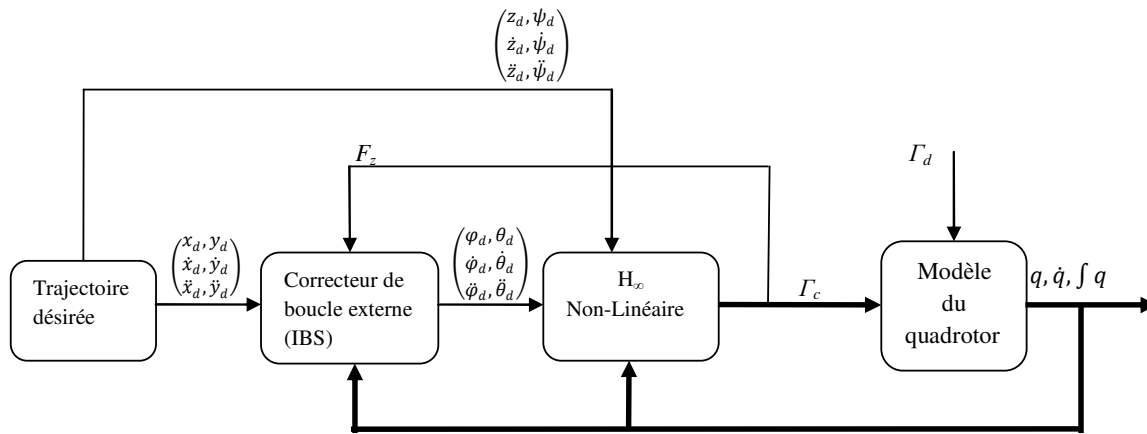 z_d, ψ_d
ż_d, ψ̇_d
z̈_d, ψ̈_d
F_z
Γ_d
x_d, y_d
ẋ_d, ẏ_d
ẍ_d, ÿ_d
φ_d, θ_d
φ̇_d, θ̇_d
φ̈_d, θ̈_d
Trajectoire
désirée
Correcteur de
boucle externe
(IBS)
H∞
Non-Linéaire
Γ_c
Modèle
du
quadrotor
q, q̇, ∫ q